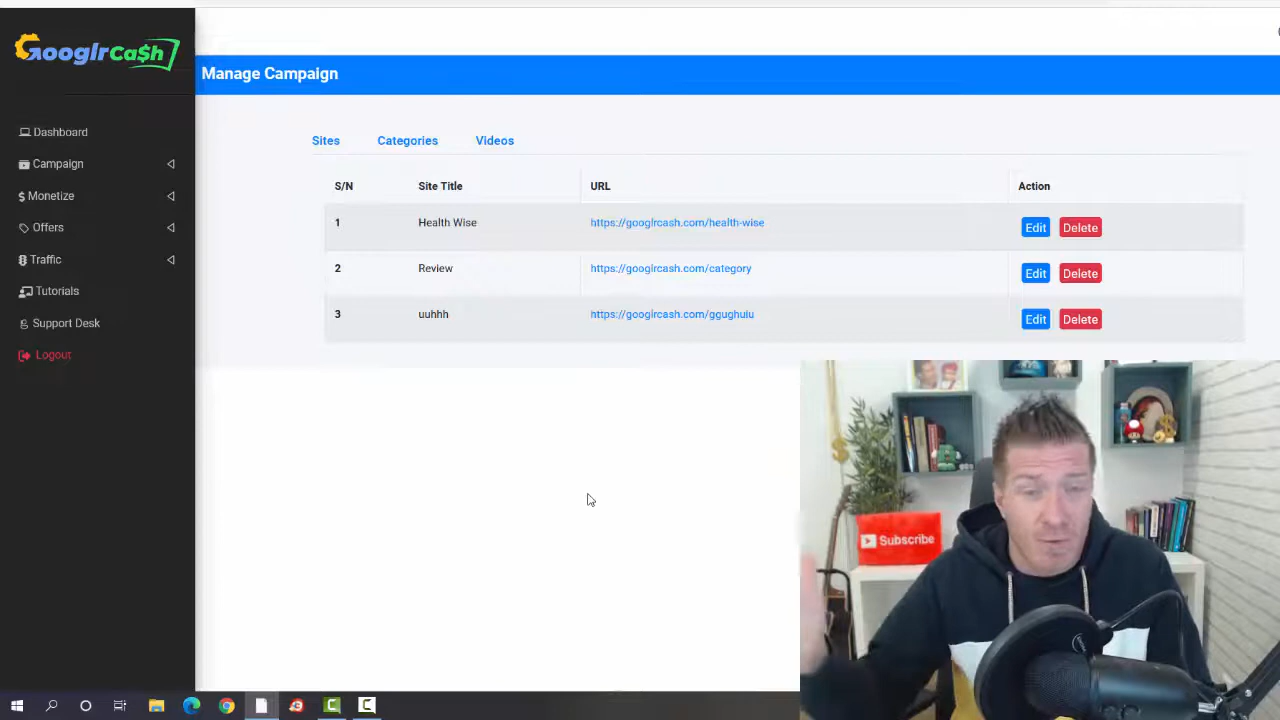 GooglrCa$h
Manage Campaign
Dashboard
Campaign
Monetize
Offers
Traffic
Tutorials
Support Desk
Logout
Sites Categories Videos
S/N Site Title URL Action
1 Health Wise https://googlrcash.com/health-wise Edit Delete
2 Review https://googlrcash.com/category Edit Delete
3 uuhhh https://googlrcash.com/ggughuiu Edit Delete
Subscribe